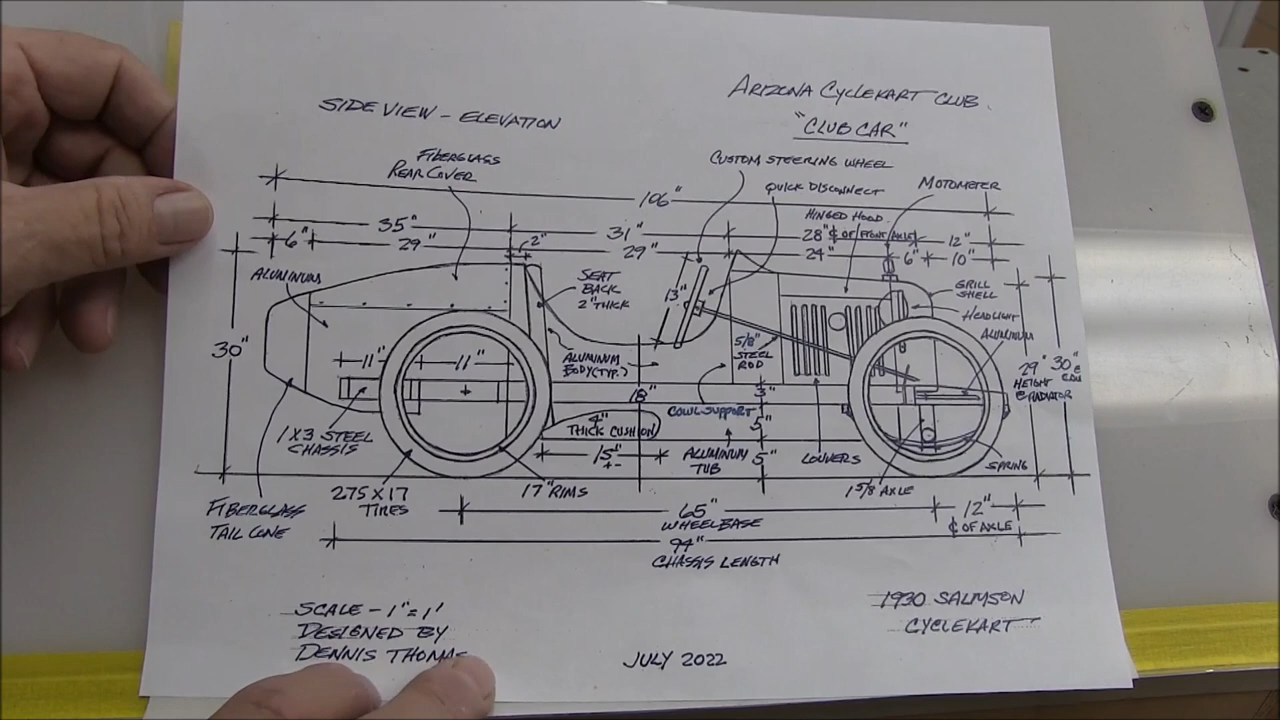 ARIZONA CYCLEKART CLUB
"CLUB CAR"
SIDE VIEW - ELEVATION
FIBERGLASS
REAR COVER
CUSTOM STEERING WHEEL
QUICK DISCONNECT
MOTOMETER
106"
HINGED HOOD
35"
31"
28" ℄ OF FRONT AXLE
12"
6"
29"
2"
29"
24"
6"
10"
ALUMINUM
SEAT
BACK
2" THICK
13"
GRILL
SHELL
HEADLIGHT
ALUMINUM
30"
11"
11"
ALUMINUM
BODY (TYP.)
5/8"
STEEL
ROD
29"
HEIGHT
@ RADIATOR
30"
18"
3"
COWL SUPPORT
4"
THICK CUSHION
5"
1 X 3 STEEL
CHASSIS
15"
+-
ALUMINUM
TUB
5"
LOUVERS
SPRING
275 X 17
TIRES
17" RIMS
1 5/8 AXLE
FIBERGLASS
TAIL CONE
65"
WHEELBASE
12"
℄ OF AXLE
94"
CHASSIS LENGTH
SCALE - 1" = 1'
DESIGNED BY
DENNIS THOMAS
1930 SALMSON
CYCLEKART
JULY 2022